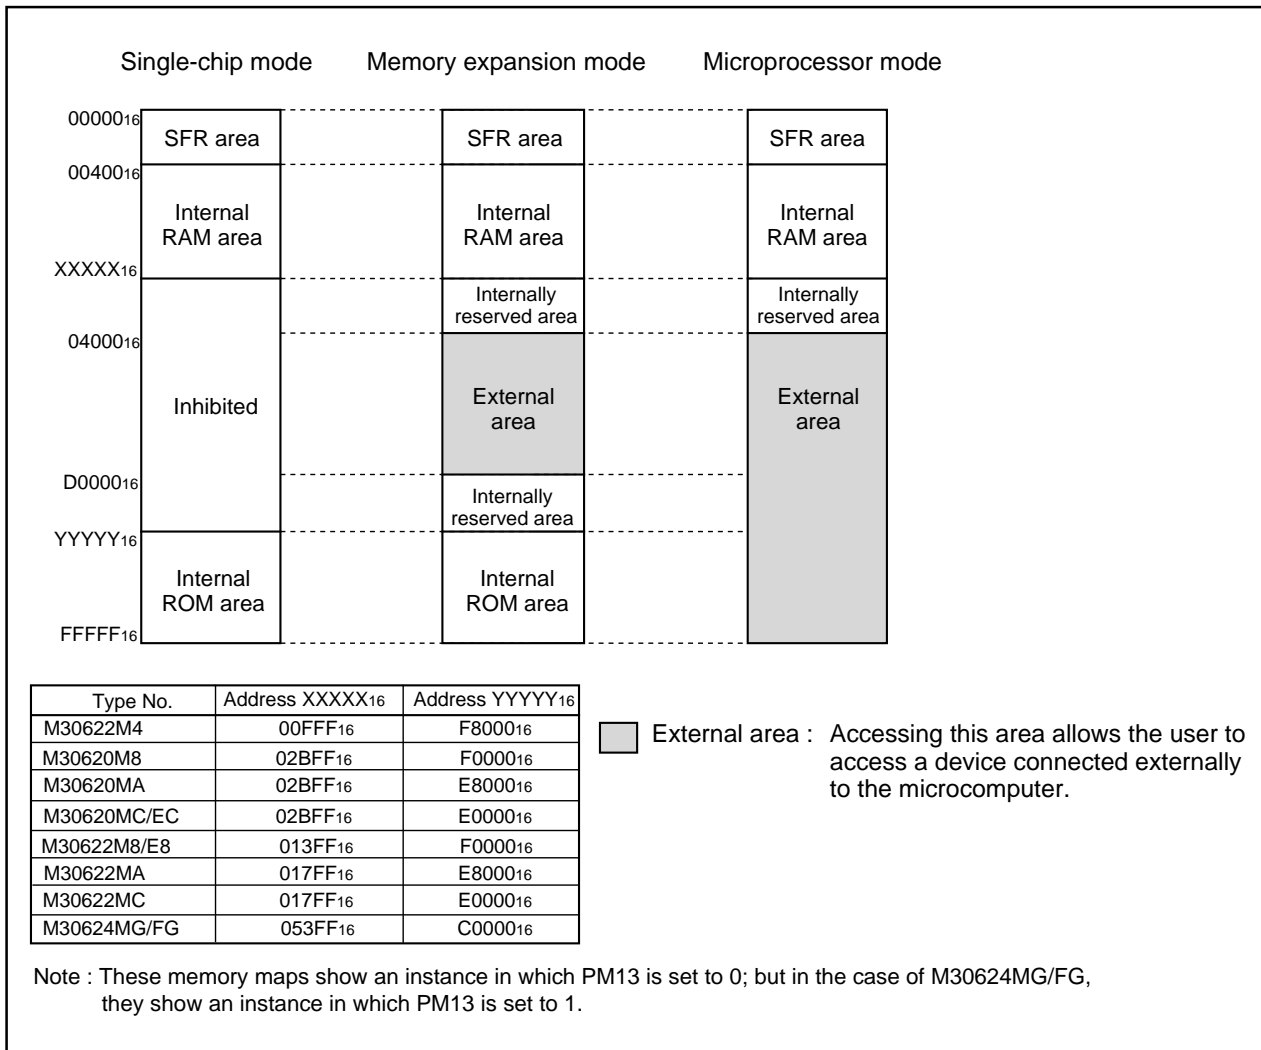 Single-chip mode Memory expansion mode Microprocessor mode
0000016
SFR area SFR area SFR area
0040016
Internal RAM area Internal RAM area Internal RAM area
XXXXX16
Internally reserved area Internally reserved area
0400016
Inhibited External area External area
D000016
Internally reserved area
YYYYY16
Internal ROM area Internal ROM area
FFFFF16
Type No. Address XXXXX16 Address YYYYY16
M30622M4 00FFF16 F800016
M30620M8 02BFF16 F000016
M30620MA 02BFF16 E800016
M30620MC/EC 02BFF16 E000016
M30622M8/E8 013FF16 F000016
M30622MA 017FF16 E800016
M30622MC 017FF16 E000016
M30624MG/FG 053FF16 C000016
External area : Accessing this area allows the user to
access a device connected externally
to the microcomputer.
Note : These memory maps show an instance in which PM13 is set to 0; but in the case of M30624MG/FG,
they show an instance in which PM13 is set to 1.